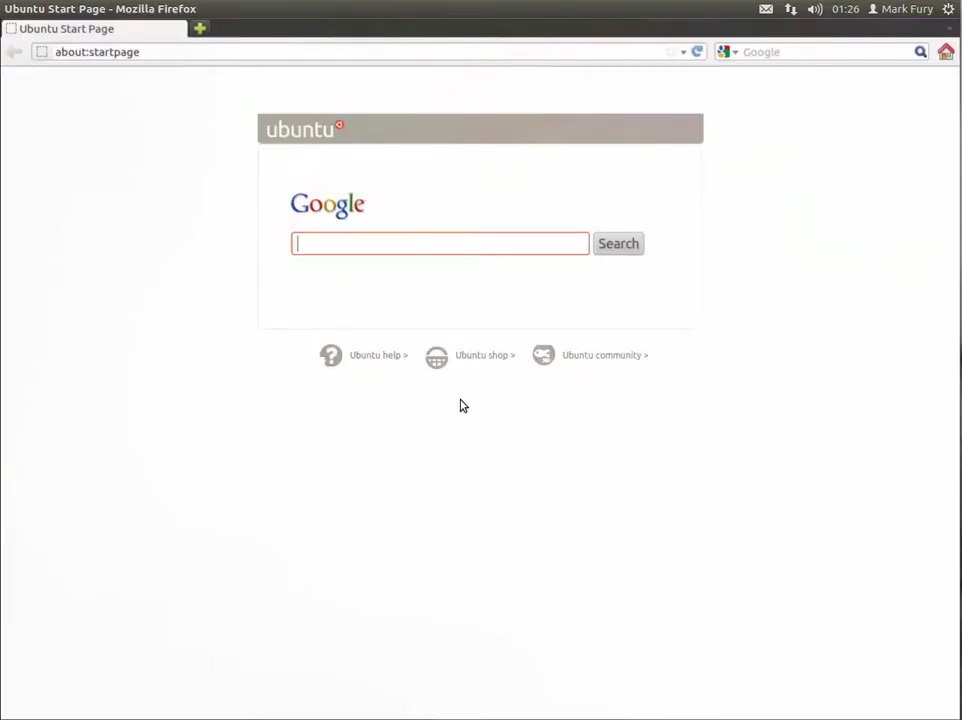 Ubuntu Start Page - Mozilla Firefox
01:26
Mark Fury
Ubuntu Start Page
about:startpage
Google
ubuntu
Google
Search
Ubuntu help >
Ubuntu shop >
Ubuntu community >